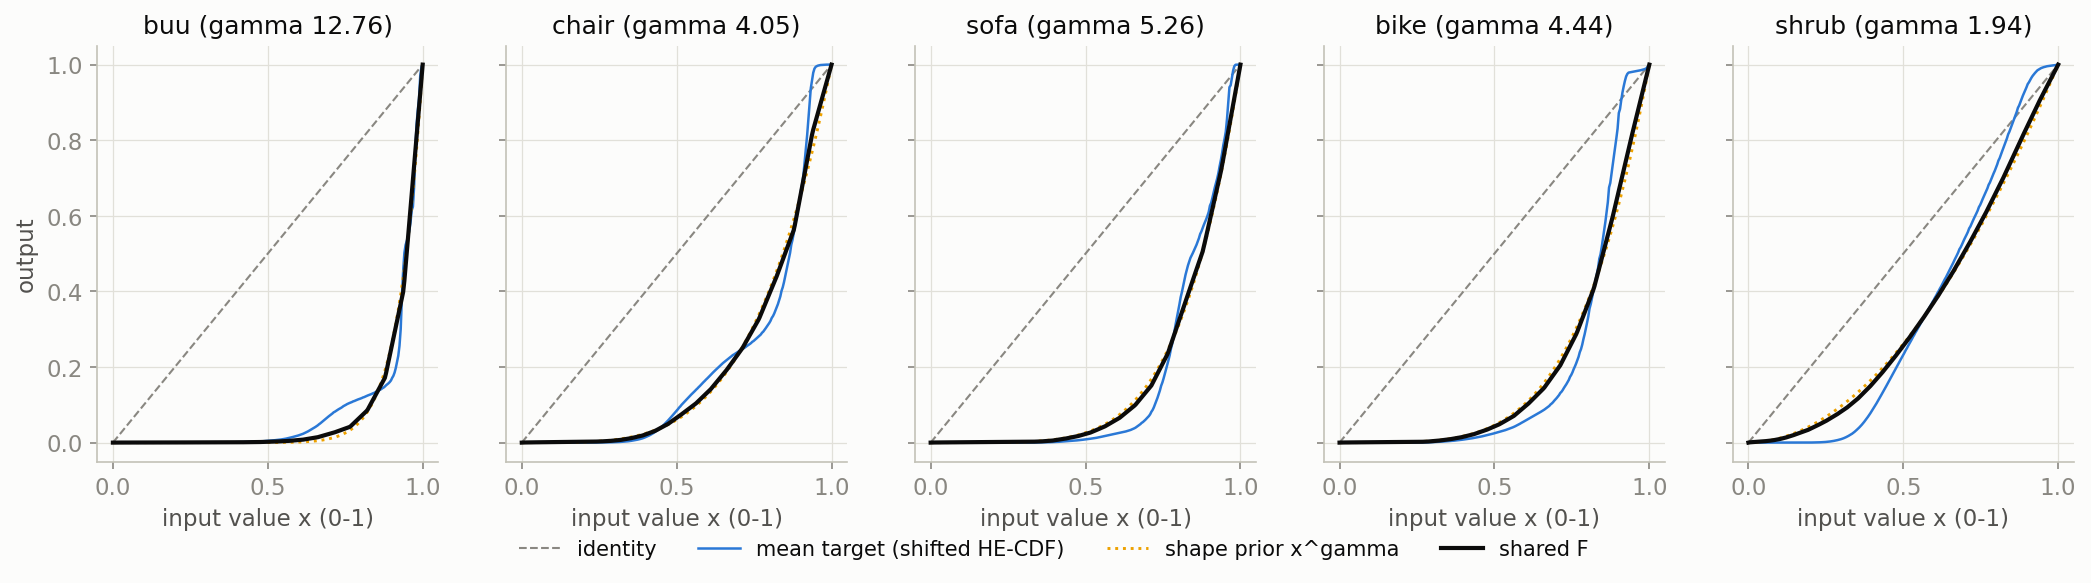 buu (gamma 12.76)
chair (gamma 4.05)
sofa (gamma 5.26)
bike (gamma 4.44)
shrub (gamma 1.94)
output
1.0
0.8
0.6
0.4
0.2
0.0
0.0 0.5 1.0
0.0 0.5 1.0
0.0 0.5 1.0
0.0 0.5 1.0
0.0 0.5 1.0
input value x (0-1)
input value x (0-1)
input value x (0-1)
input value x (0-1)
input value x (0-1)
identity
mean target (shifted HE-CDF)
shape prior x^gamma
shared F